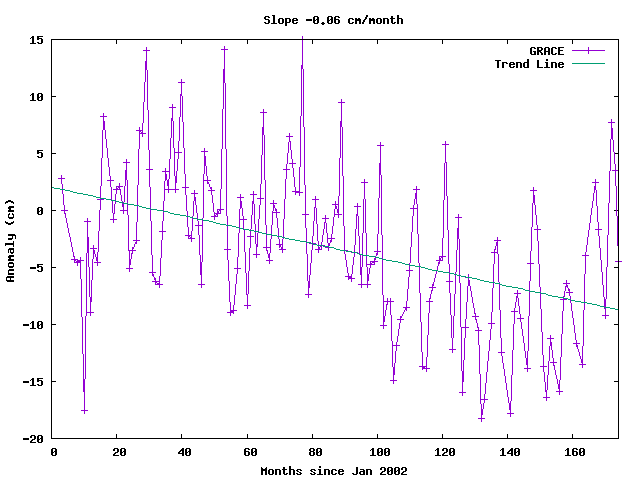 Slope -0.06 cm/month
GRACE
Trend Line
15
10
5
0
-5
-10
-15
-20
Anomaly (cm)
0 20 40 60 80 100 120 140 160
Months since Jan 2002